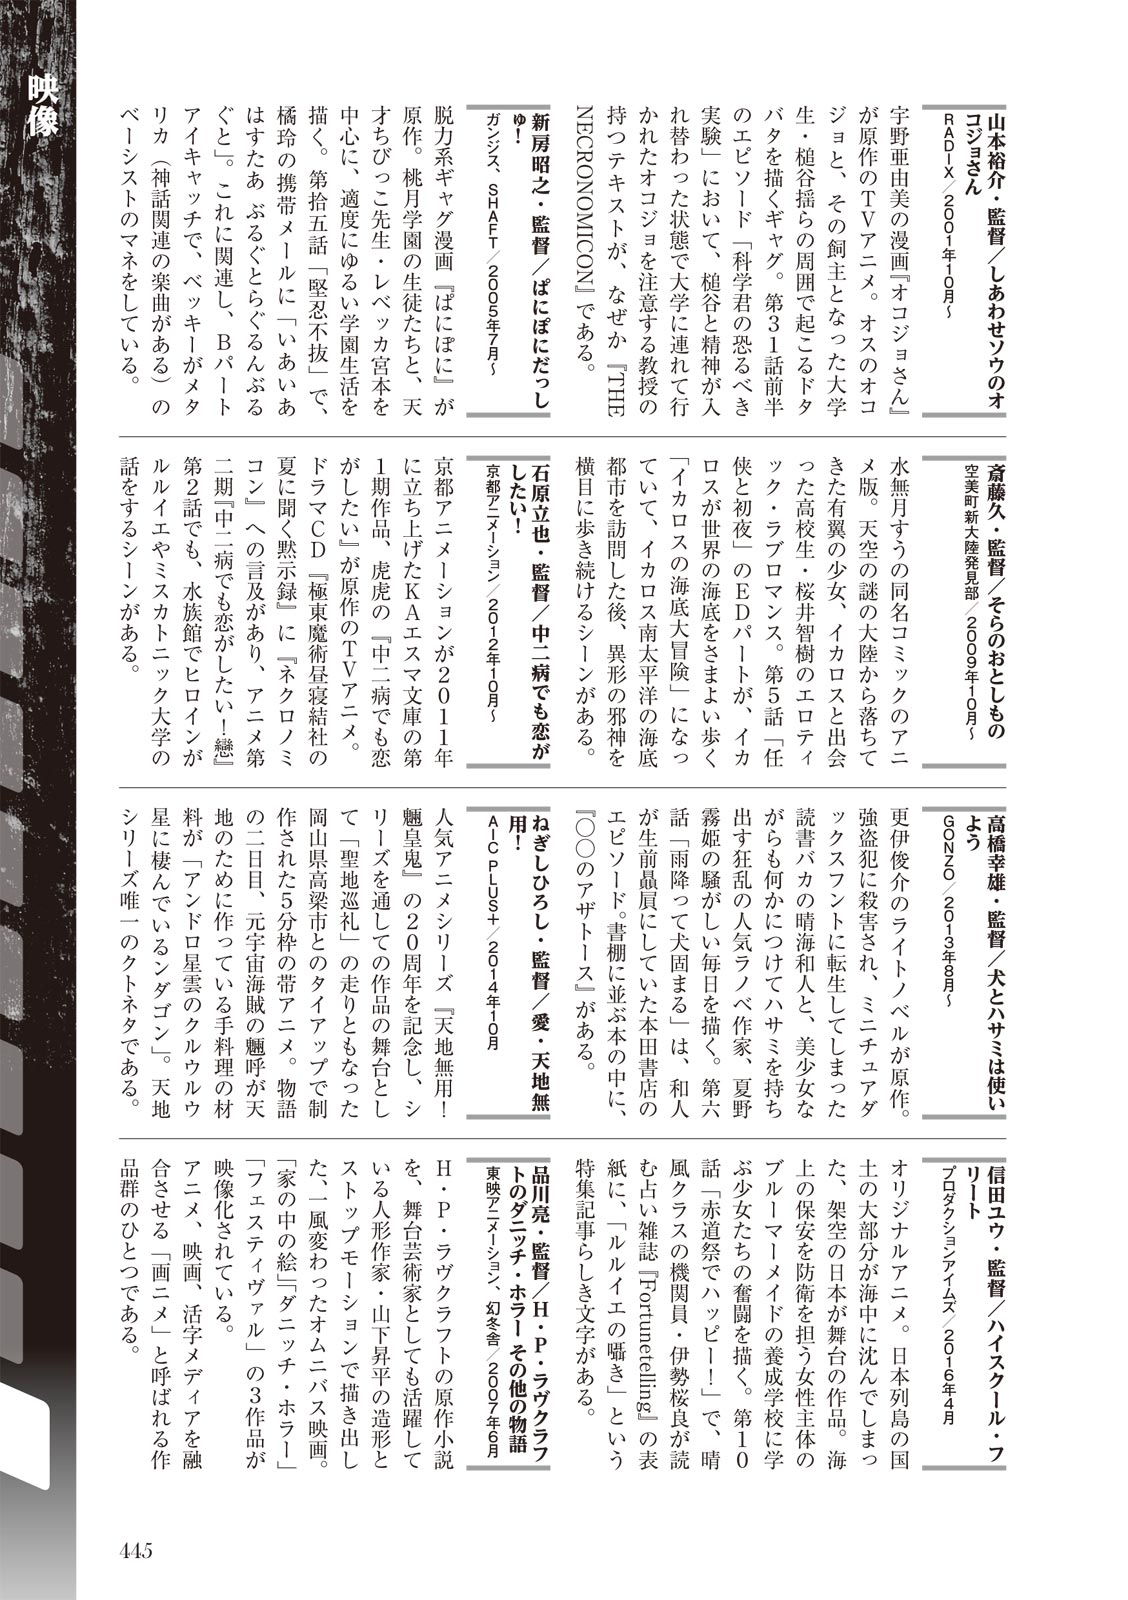 映像
山本裕介・監督／しあわせソウのオ
コジョさん
RADIX／2001年10月〜
宇野亜由美の漫画『オコジョさん』
が原作のTVアニメ。オスのオコ
ジョと、その飼主となった大学
生・槌谷揺らの周囲で起こるドタ
バタを描くギャグ。第31話前半
のエピソード「科学君の恐るべき
実験」において、槌谷と精神が入
れ替わった状態で大学に連れて行
かれたオコジョを注意する教授の
持つテキストが、なぜか『THE
NECRONOMICON』である。
新房昭之・監督／ぱにぽにだっし
ゅ！
ガンジス、SHAFT／2005年7月〜
脱力系ギャグ漫画『ぱにぽに』が
原作。桃月学園の生徒たちと、天
才ちびっこ先生・レベッカ宮本を
中心に、適度にゆるい学園生活を
描く。第拾五話「堅忍不抜」で、
橘玲の携帯メールに「いあいあ
はすたあ ぶるぐとらぐるんぶる
ぐと」。これに関連し、Bパート
アイキャッチで、ベッキーがメタ
リカ（神話関連の楽曲がある）の
ベーシストのマネをしている。
斎藤久・監督／そらのおとしもの
空美町新大陸発見部／2009年10月〜
水無月すうの同名コミックのアニ
メ版。天空の謎の大陸から落ちて
きた有翼の少女、イカロスと出会
った高校生・桜井智樹のエロティ
ック・ラブロマンス。第5話「任
侠と初夜」のEDパートが、イカ
ロスが世界の海底をさまよい歩く
「イカロスの海底大冒険」になっ
ていて、イカロス南太平洋の海底
都市を訪問した後、異形の邪神を
横目に歩き続けるシーンがある。
石原立也・監督／中二病でも恋が
したい！
京都アニメーション／2012年10月〜
京都アニメーションが2011年
に立ち上げたKAエスマ文庫の第
1期作品、虎虎の『中二病でも恋
がしたい』が原作のTVアニメ。
ドラマCD『極東魔術昼寝結社の
夏に聞く黙示録』に『ネクロノミ
コン』への言及があり、アニメ第
二期『中二病でも恋がしたい！戀』
第2話でも、水族館でヒロインが
ルルイエやミスカトニック大学の
話をするシーンがある。
高橋幸雄・監督／犬とハサミは使い
よう
GONZO／2013年8月〜
更伊俊介のライトノベルが原作。
強盗犯に殺害され、ミニチュアダ
ックスフントに転生してしまった
読書バカの晴海和人と、美少女な
がらも何かにつけてハサミを持ち
出す狂乱の人気ラノベ作家、夏野
霧姫の騒がしい毎日を描く。第六
話「雨降って犬固まる」は、和人
が生前贔屓にしていた本田書店の
エピソード。書棚に並ぶ本の中に、
『〇〇のアザトース』がある。
ねぎしひろし・監督／愛・天地無
用！
AIC PLUS+／2014年10月
人気アニメシリーズ『天地無用！
魎皇鬼』の20周年を記念し、シ
リーズを通しての作品の舞台とし
て「聖地巡礼」の走りともなった
岡山県高梁市とのタイアップで制
作された5分枠の帯アニメ。物語
の二日目、元宇宙海賊の魎呼が天
地のために作っている手料理の材
料が「アンドロ星雲のクルウルウ
星に棲んでいるンダゴン」。天地
シリーズ唯一のクトネタである。
信田ユウ・監督／ハイスクール・フ
リート
プロダクションアイムズ／2016年4月
オリジナルアニメ。日本列島の国
土の大部分が海中に沈んでしまっ
た、架空の日本が舞台の作品。海
上の保安を防衛を担う女性主体の
ブルーマーメイドの養成学校に学
ぶ少女たちの奮闘を描く。第10
話「赤道祭でハッピー！」で、晴
風クラスの機関員・伊勢桜良が読
む占い雑誌『Fortunetelling』の表
紙に、「ルルイエの囁き」という
特集記事らしき文字がある。
品川亮・監督／H・P・ラヴクラフ
トのダニッチ・ホラー その他の物語
東映アニメーション、幻冬舎／2007年6月
H・P・ラヴクラフトの原作小説
を、舞台芸術家としても活躍して
いる人形作家・山下昇平の造形と
ストップモーションで描き出し
た、一風変わったオムニバス映画。
「家の中の絵」「ダニッチ・ホラー」
「フェスティヴァル」の3作品が
映像化されている。
アニメ、映画、活字メディアを融
合させる「画ニメ」と呼ばれる作
品群のひとつである。
445